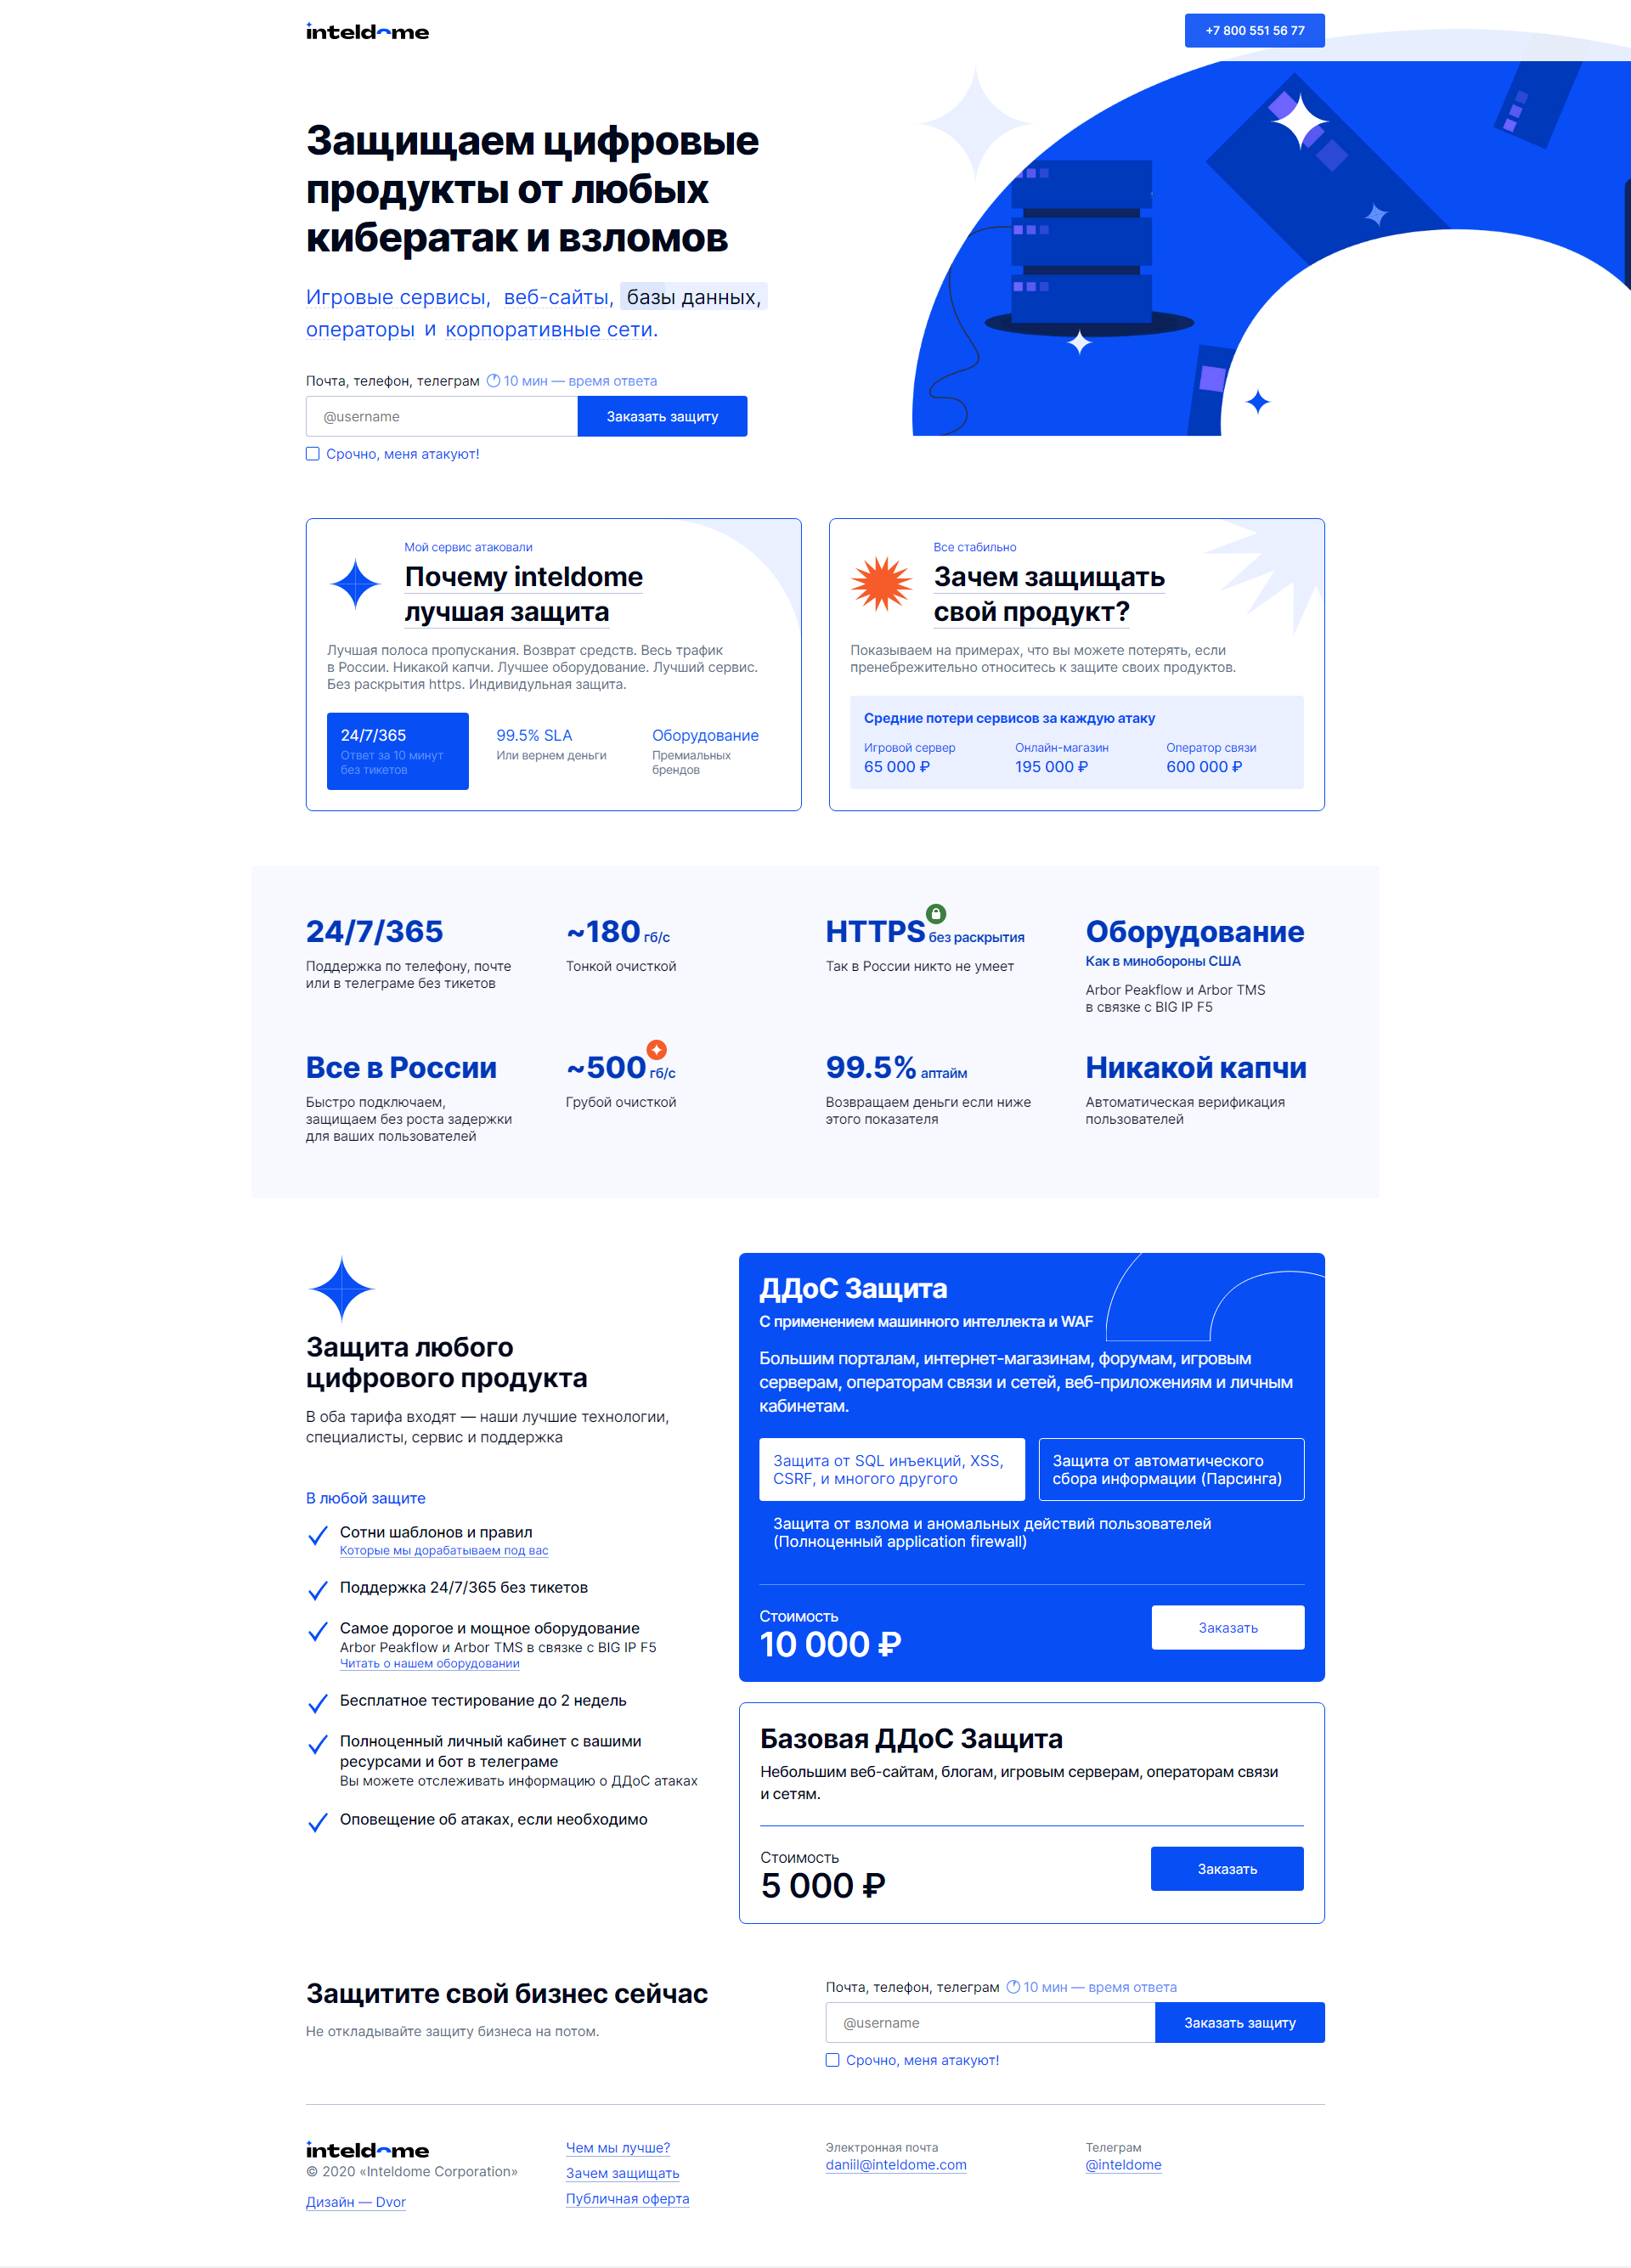 inteldome
+7 800 551 56 77
Защищаем цифровые
продукты от любых
кибератак и взломов
Игровые сервисы, веб-сайты, базы данных,
операторы и корпоративные сети.
Почта, телефон, телеграм 10 мин — время ответа
@username
Заказать защиту
Срочно, меня атакуют!
Мой сервис атаковали
Почему inteldome
лучшая защита
Лучшая полоса пропускания. Возврат средств. Весь трафик
в России. Никакой капчи. Лучшее оборудование. Лучший сервис.
Без раскрытия https. Индивидульная защита.
24/7/365
Ответ за 10 минут
без тикетов
99.5% SLA
Или вернем деньги
Оборудование
Премиальных
брендов
Все стабильно
Зачем защищать
свой продукт?
Показываем на примерах, что вы можете потерять, если
пренебрежительно относитесь к защите своих продуктов.
Средние потери сервисов за каждую атаку
Игровой сервер
65 000 ₽
Онлайн-магазин
195 000 ₽
Оператор связи
600 000 ₽
24/7/365
Поддержка по телефону, почте
или в телеграме без тикетов
~180 гб/с
Тонкой очисткой
HTTPS без раскрытия
Так в России никто не умеет
Оборудование
Как в минобороны США
Arbor Peakflow и Arbor TMS
в связке с BIG IP F5
Все в России
Быстро подключаем,
защищаем без роста задержки
для ваших пользователей
~500 гб/с
Грубой очисткой
99.5% аптайм
Возвращаем деньги если ниже
этого показателя
Никакой капчи
Автоматическая верификация
пользователей
Защита любого
цифрового продукта
В оба тарифа входят — наши лучшие технологии,
специалисты, сервис и поддержка
В любой защите
Сотни шаблонов и правил
Которые мы дорабатываем под вас
Поддержка 24/7/365 без тикетов
Самое дорогое и мощное оборудование
Arbor Peakflow и Arbor TMS в связке с BIG IP F5
Читать о нашем оборудовании
Бесплатное тестирование до 2 недель
Полноценный личный кабинет с вашими
ресурсами и бот в телеграме
Вы можете отслеживать информацию о ДДоС атаках
Оповещение об атаках, если необходимо
ДДоС Защита
С применением машинного интеллекта и WAF
Большим порталам, интернет-магазинам, форумам, игровым
серверам, операторам связи и сетей, веб-приложениям и личным
кабинетам.
Защита от SQL инъекций, XSS,
CSRF, и многого другого
Защита от автоматического
сбора информации (Парсинга)
Защита от взлома и аномальных действий пользователей
(Полноценный application firewall)
Стоимость
10 000 ₽
Заказать
Базовая ДДоС Защита
Небольшим веб-сайтам, блогам, игровым серверам, операторам связи
и сетям.
Стоимость
5 000 ₽
Заказать
Защитите свой бизнес сейчас
Не откладывайте защиту бизнеса на потом.
Почта, телефон, телеграм 10 мин — время ответа
@username
Заказать защиту
Срочно, меня атакуют!
inteldome
© 2020 «Inteldome Corporation»
Дизайн — Dvor
Чем мы лучше?
Зачем защищать
Публичная оферта
Электронная почта
daniil@inteldome.com
Телеграм
@inteldome